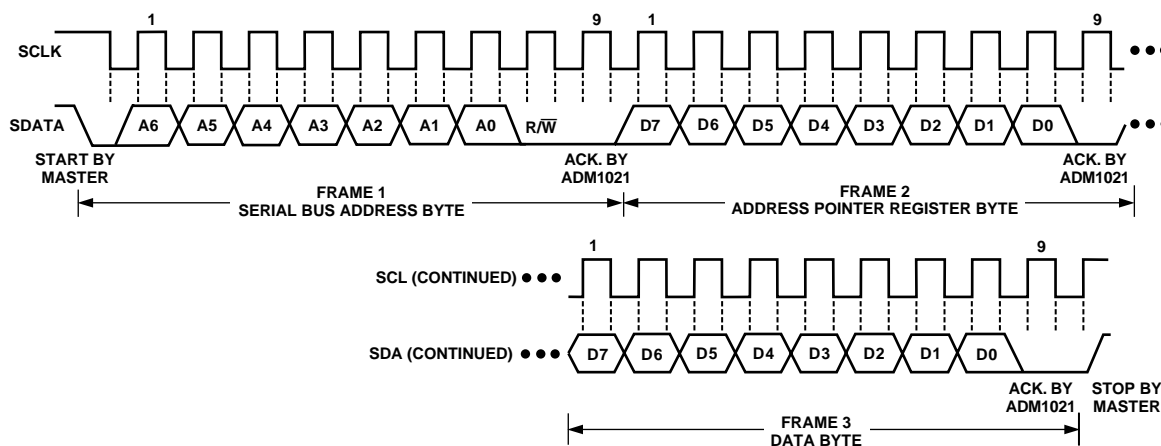 1 9 1 9
SCLK
SDATA A6 A5 A4 A3 A2 A1 A0 R/W̅ D7 D6 D5 D4 D3 D2 D1 D0
START BY
MASTER
ACK. BY
ADM1021
ACK. BY
ADM1021
FRAME 1
SERIAL BUS ADDRESS BYTE
FRAME 2
ADDRESS POINTER REGISTER BYTE
1 9
SCL (CONTINUED)
SDA (CONTINUED) D7 D6 D5 D4 D3 D2 D1 D0
ACK. BY
ADM1021
STOP BY
MASTER
FRAME 3
DATA BYTE